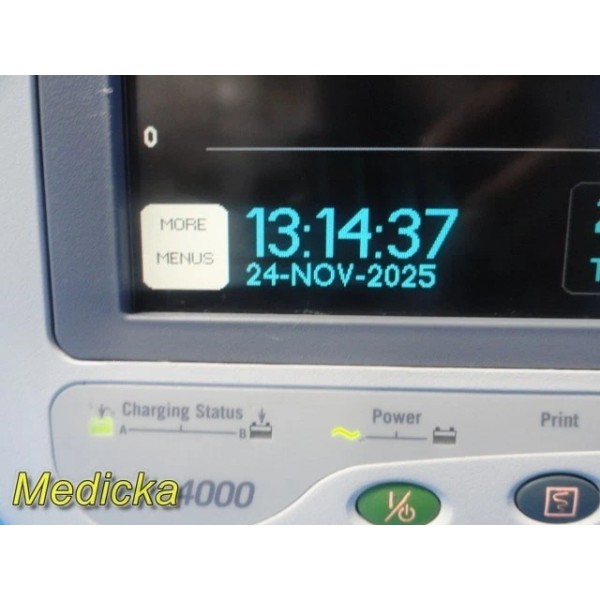 0
MORE
MENUS
13:14:37
24-NOV-2025
Charging Status
A
B
Power
Print
Medicka
4000